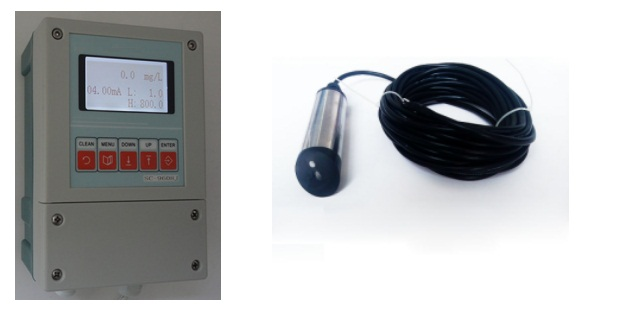 0.0 mg/L
04.00mA L: 1.0
H: 800.0
CLEAN MENU DOWN UP ENTER